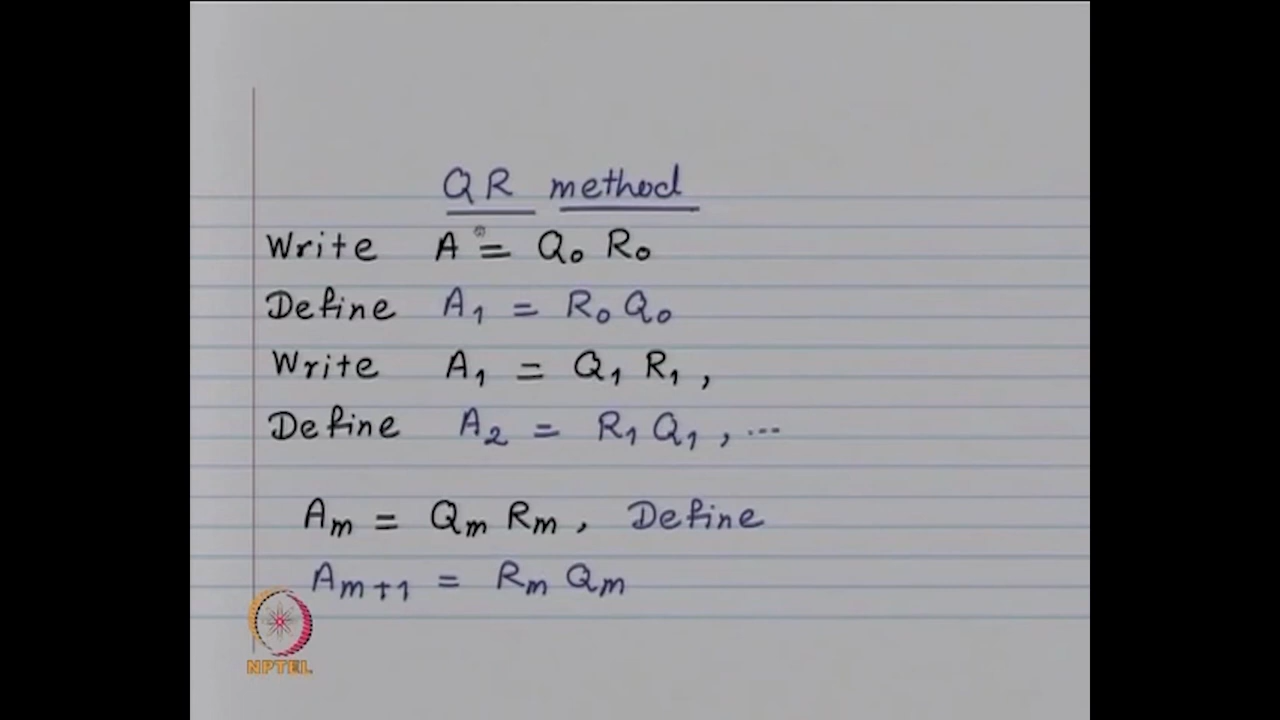 QR method
Write A = Q₀ R₀
Define A₁ = R₀ Q₀
Write A₁ = Q₁ R₁ ,
Define A₂ = R₁ Q₁ , ...
Aₘ = Qₘ Rₘ , Define
Aₘ₊₁ = Rₘ Qₘ
NPTEL